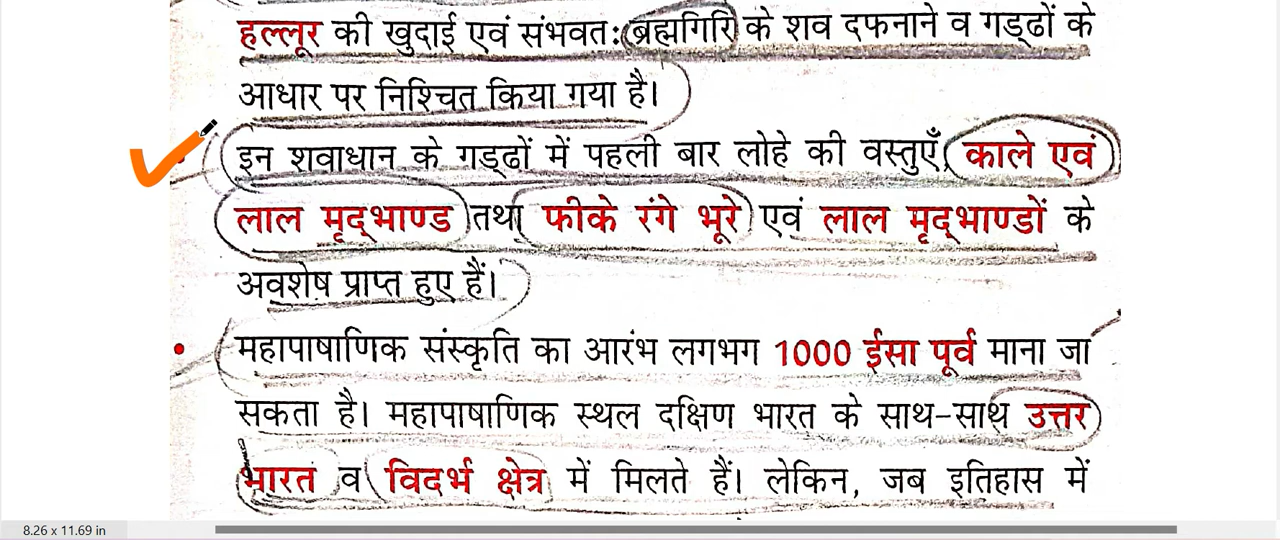 हल्लूर की खुदाई एवं संभवत: ब्रह्मगिरि के शव दफनाने व गड्ढों के
आधार पर निश्चित किया गया है।
इन शवाधान के गड्ढों में पहली बार लोहे की वस्तुएँ, काले एवं
लाल मृद्भाण्ड तथा फीके रंगे भूरे एवं लाल मृद्भाण्डों के
अवशेष प्राप्त हुए हैं।
महापाषाणिक संस्कृति का आरंभ लगभग 1000 ईसा पूर्व माना जा
सकता है। महापाषाणिक स्थल दक्षिण भारत के साथ-साथ उत्तर
भारत व विदर्भ क्षेत्र में मिलते हैं। लेकिन, जब इतिहास में
8.26 x 11.69 in